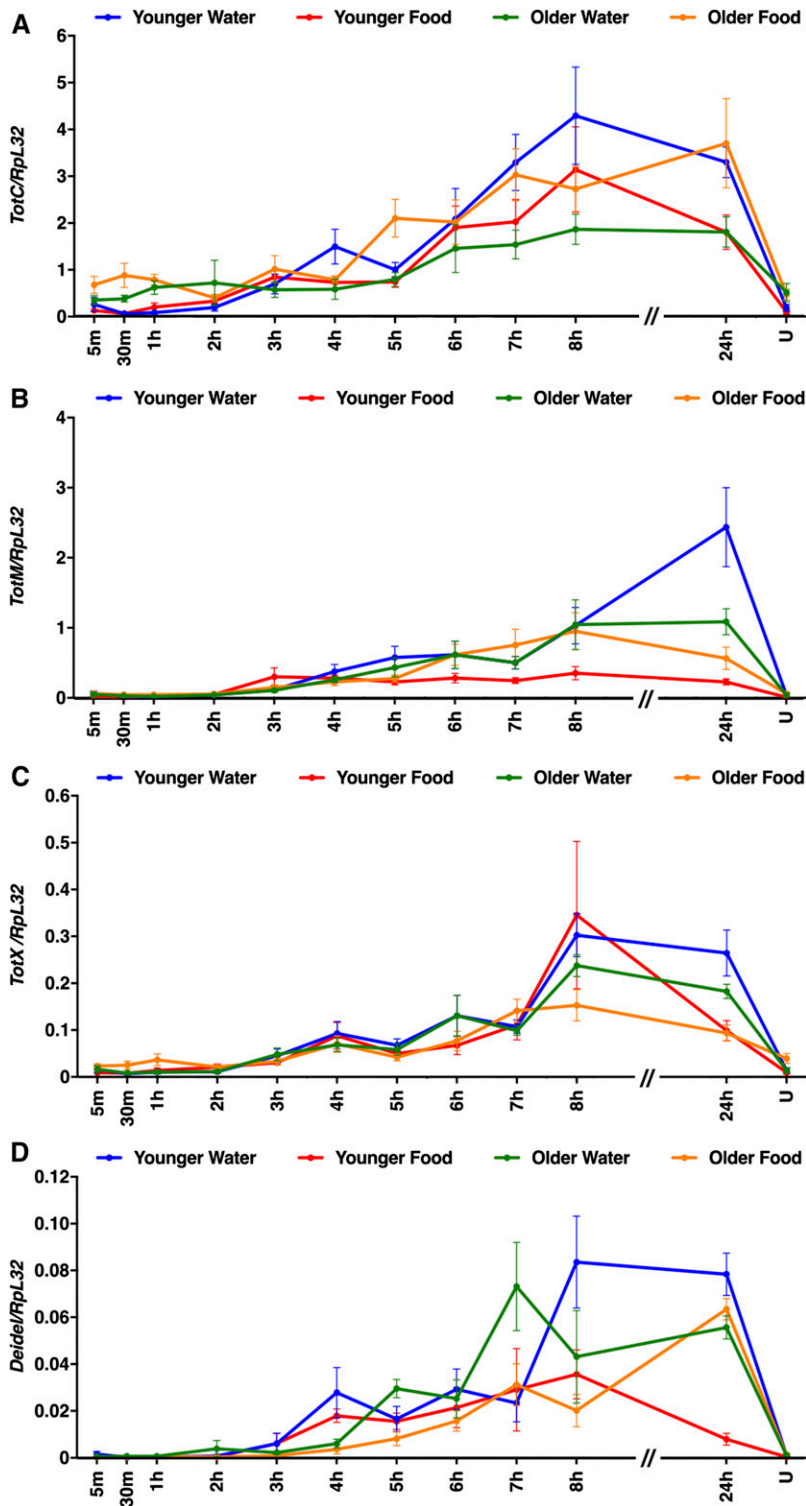 A
Younger Water Younger Food Older Water Older Food
TotC/RpL32
6
5
4
3
2
1
0
5m 30m 1h 2h 3h 4h 5h 6h 7h 8h // 24h U
B
Younger Water Younger Food Older Water Older Food
TotM/RpL32
4
3
2
1
0
5m 30m 1h 2h 3h 4h 5h 6h 7h 8h // 24h U
C
Younger Water Younger Food Older Water Older Food
TotX/RpL32
0.6
0.5
0.4
0.3
0.2
0.1
0
5m 30m 1h 2h 3h 4h 5h 6h 7h 8h // 24h U
D
Younger Water Younger Food Older Water Older Food
Deidel/RpL32
0.12
0.10
0.08
0.06
0.04
0.02
0
5m 30m 1h 2h 3h 4h 5h 6h 7h 8h // 24h U